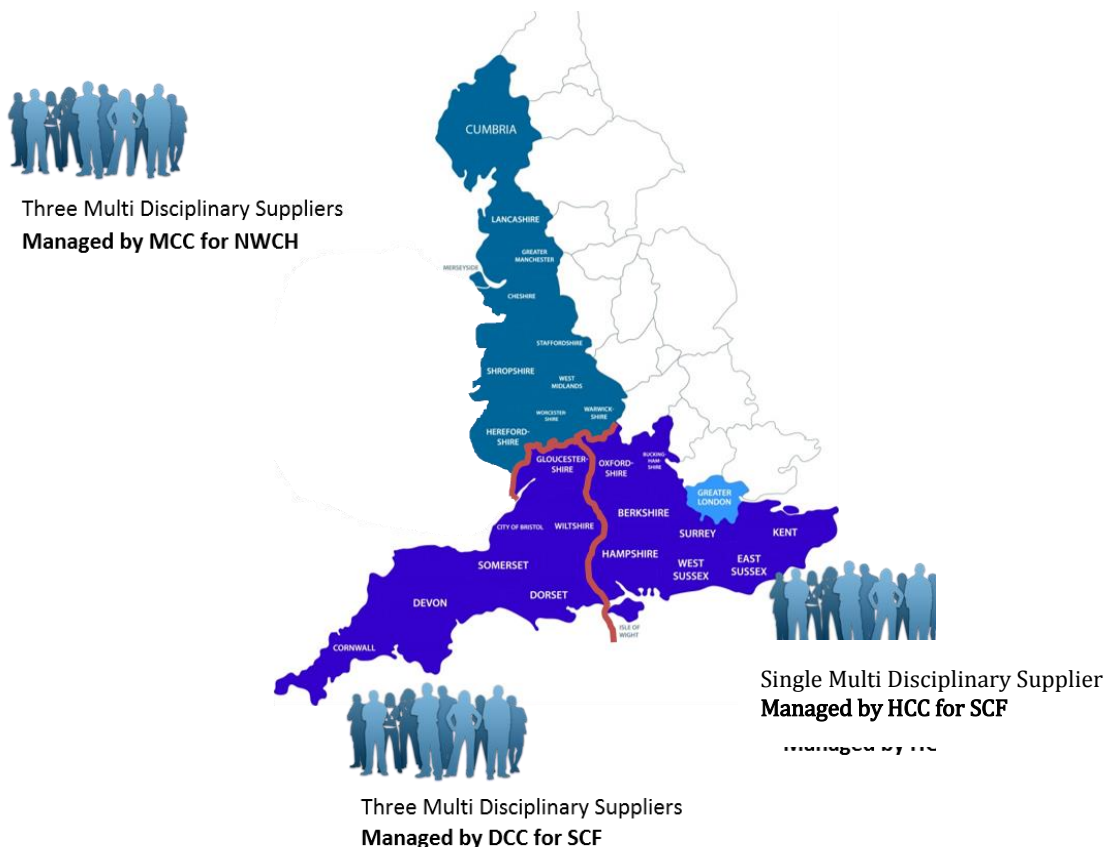 CUMBRIA
Three Multi Disciplinary Suppliers
Managed by MCC for NWCH
LANCASHIRE
GREATER
MANCHESTER
MERSEYSIDE
CHESHIRE
STAFFORDSHIRE
SHROPSHIRE
WEST
MIDLANDS
WORCESTER
SHIRE
WARWICK-
SHIRE
HEREFORD-
SHIRE
GLOUCESTER-
SHIRE
OXFORD-
SHIRE
BUCKING
HAM-
SHIRE
GREATER
LONDON
BERKSHIRE
CITY OF BRISTOL
WILTSHIRE
SURREY
KENT
HAMPSHIRE
SOMERSET
WEST
SUSSEX
EAST
SUSSEX
DEVON
DORSET
ISLE OF
WIGHT
CORNWALL
Single Multi Disciplinary Supplier
Managed by HCC for SCF
Managed by HC
Three Multi Disciplinary Suppliers
Managed by DCC for SCF